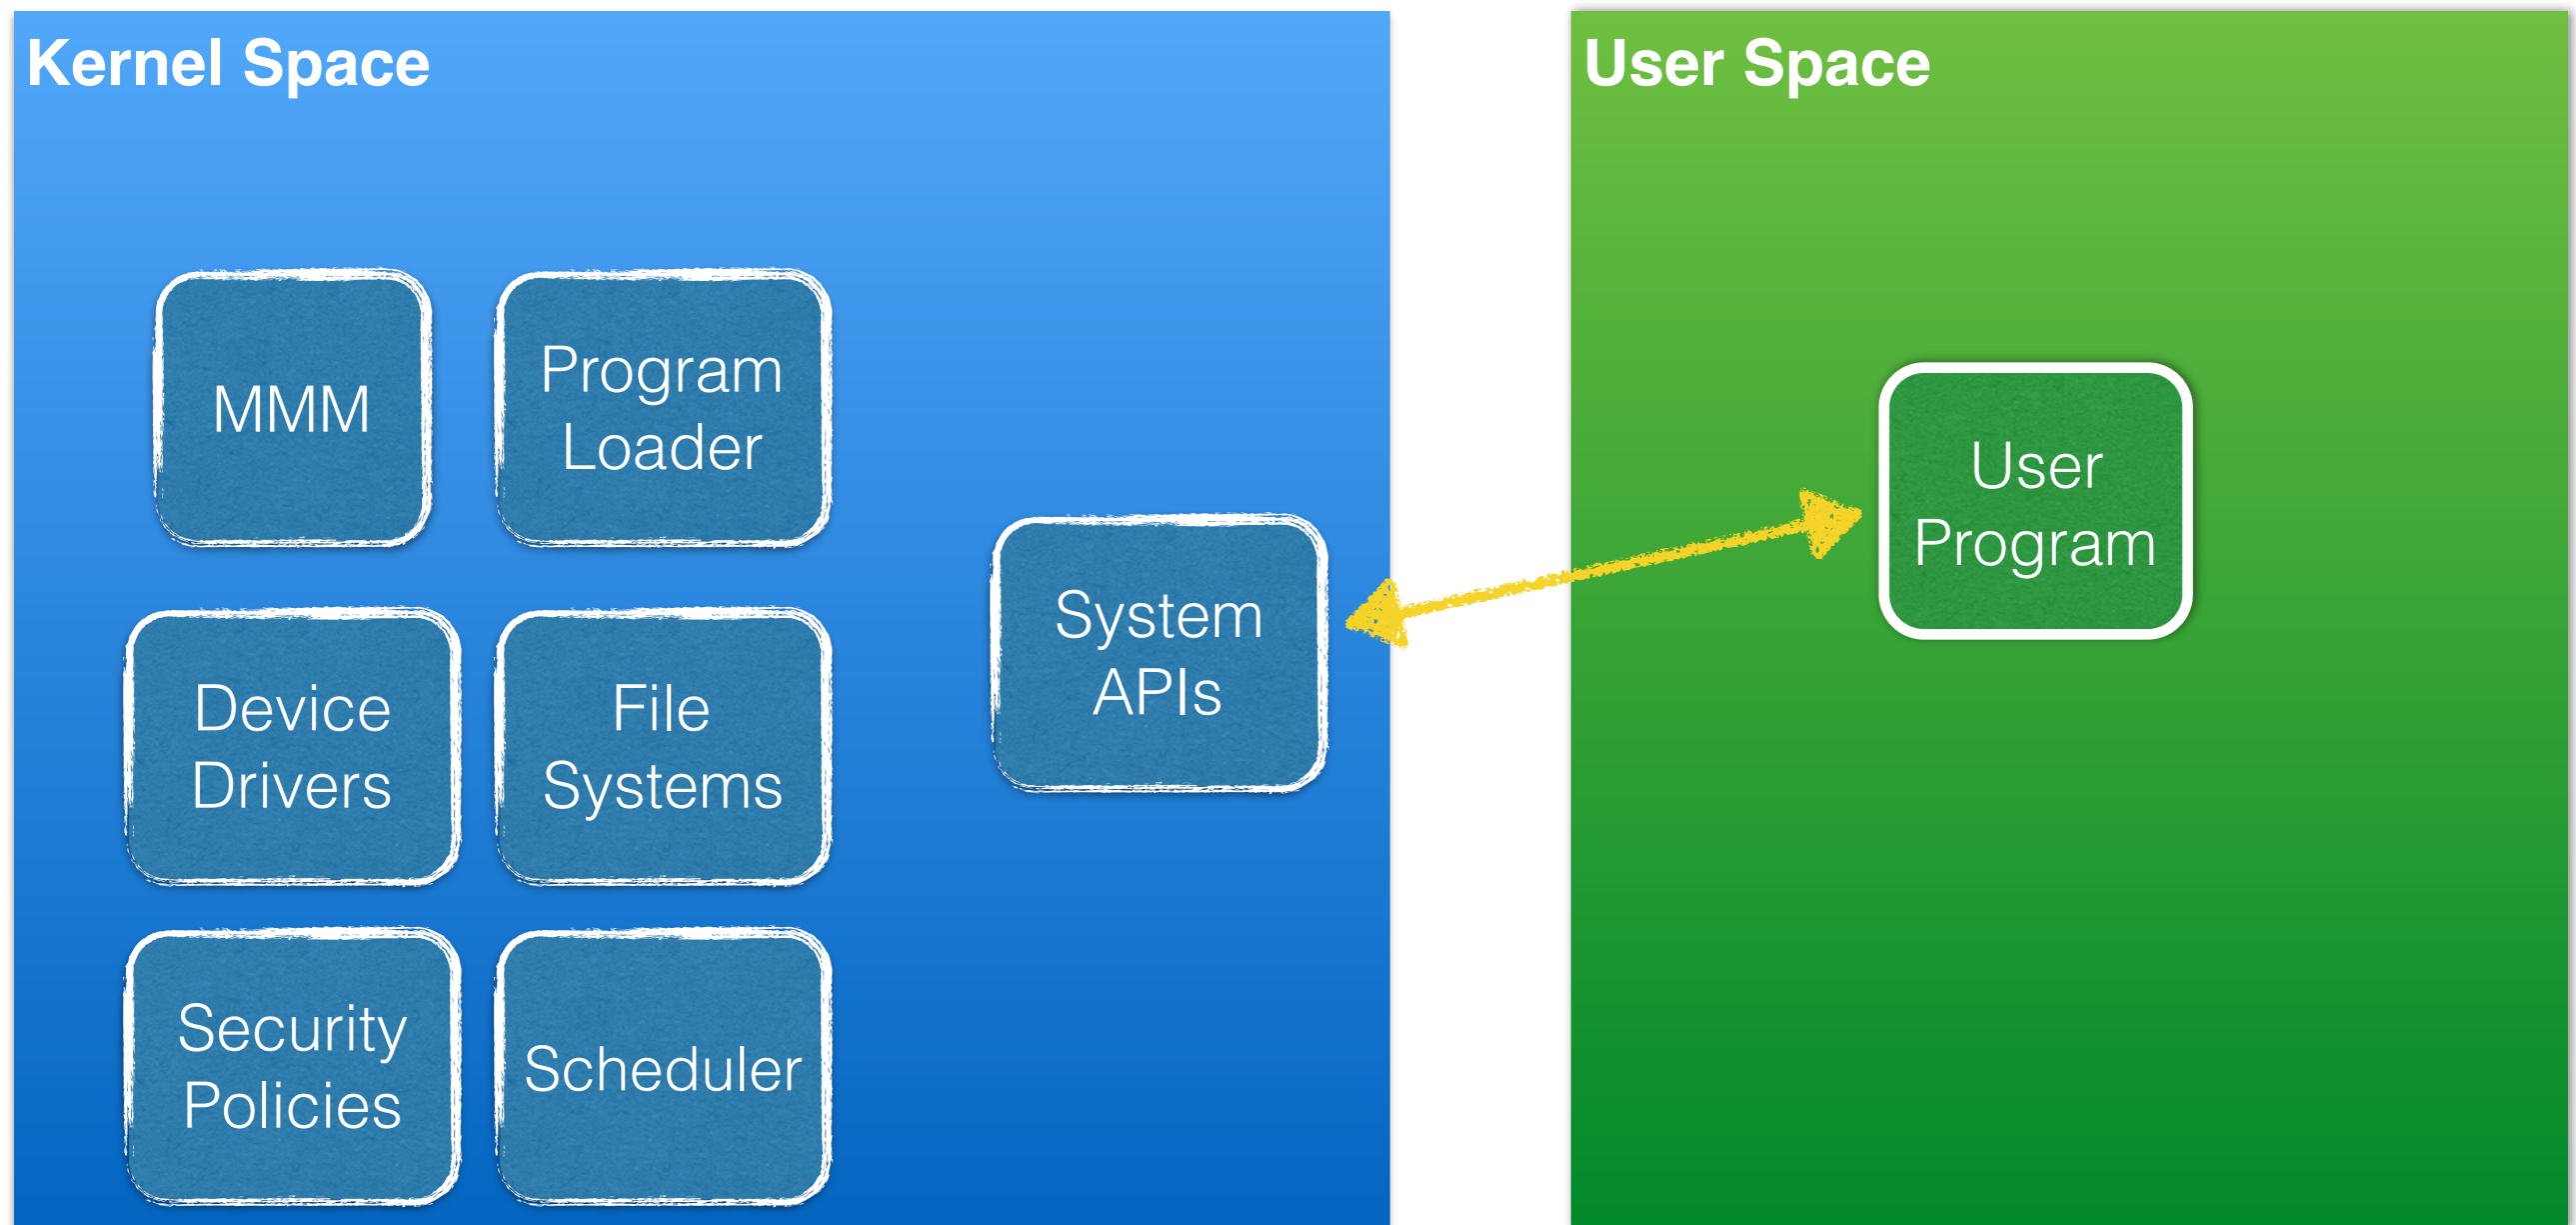 Kernel Space
User Space
MMM
Program
Loader
Device
Drivers
File
Systems
Security
Policies
Scheduler
System
APIs
User
Program